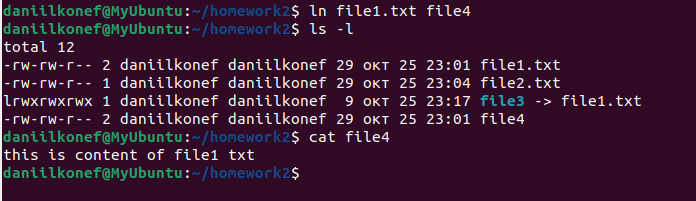 daniilkonef@MyUbuntu:~/homework2$ ln file1.txt file4
daniilkonef@MyUbuntu:~/homework2$ ls -l
total 12
-rw-rw-r-- 2 daniilkonef daniilkonef 29 окт 25 23:01 file1.txt
-rw-rw-r-- 1 daniilkonef daniilkonef 29 окт 25 23:04 file2.txt
lrwxrwxrwx 1 daniilkonef daniilkonef  9 окт 25 23:17 file3 -> file1.txt
-rw-rw-r-- 2 daniilkonef daniilkonef 29 окт 25 23:01 file4
daniilkonef@MyUbuntu:~/homework2$ cat file4
this is content of file1 txt
daniilkonef@MyUbuntu:~/homework2$